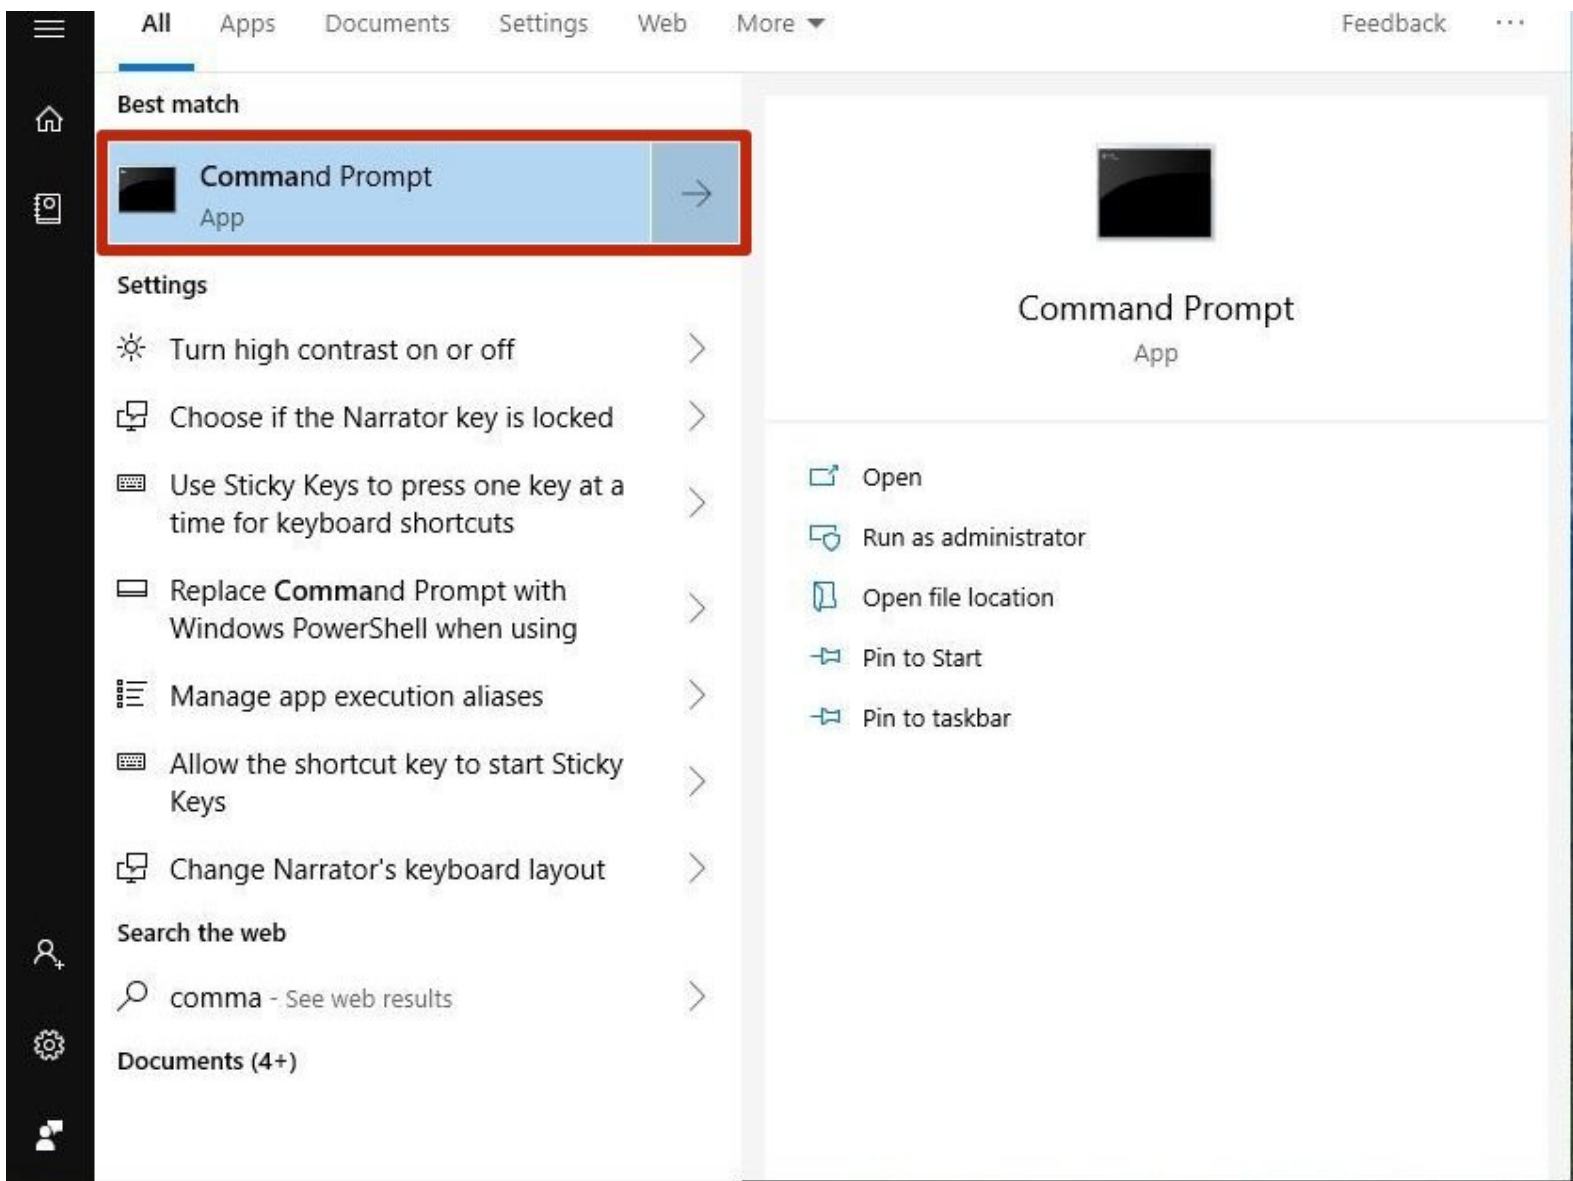 All Apps Documents Settings Web More Feedback ...
Best match
Command Prompt
App
Settings
Turn high contrast on or off
Choose if the Narrator key is locked
Use Sticky Keys to press one key at a
time for keyboard shortcuts
Replace Command Prompt with
Windows PowerShell when using
Manage app execution aliases
Allow the shortcut key to start Sticky
Keys
Change Narrator's keyboard layout
Search the web
comma - See web results
Documents (4+)
Command Prompt
App
Open
Run as administrator
Open file location
Pin to Start
Pin to taskbar